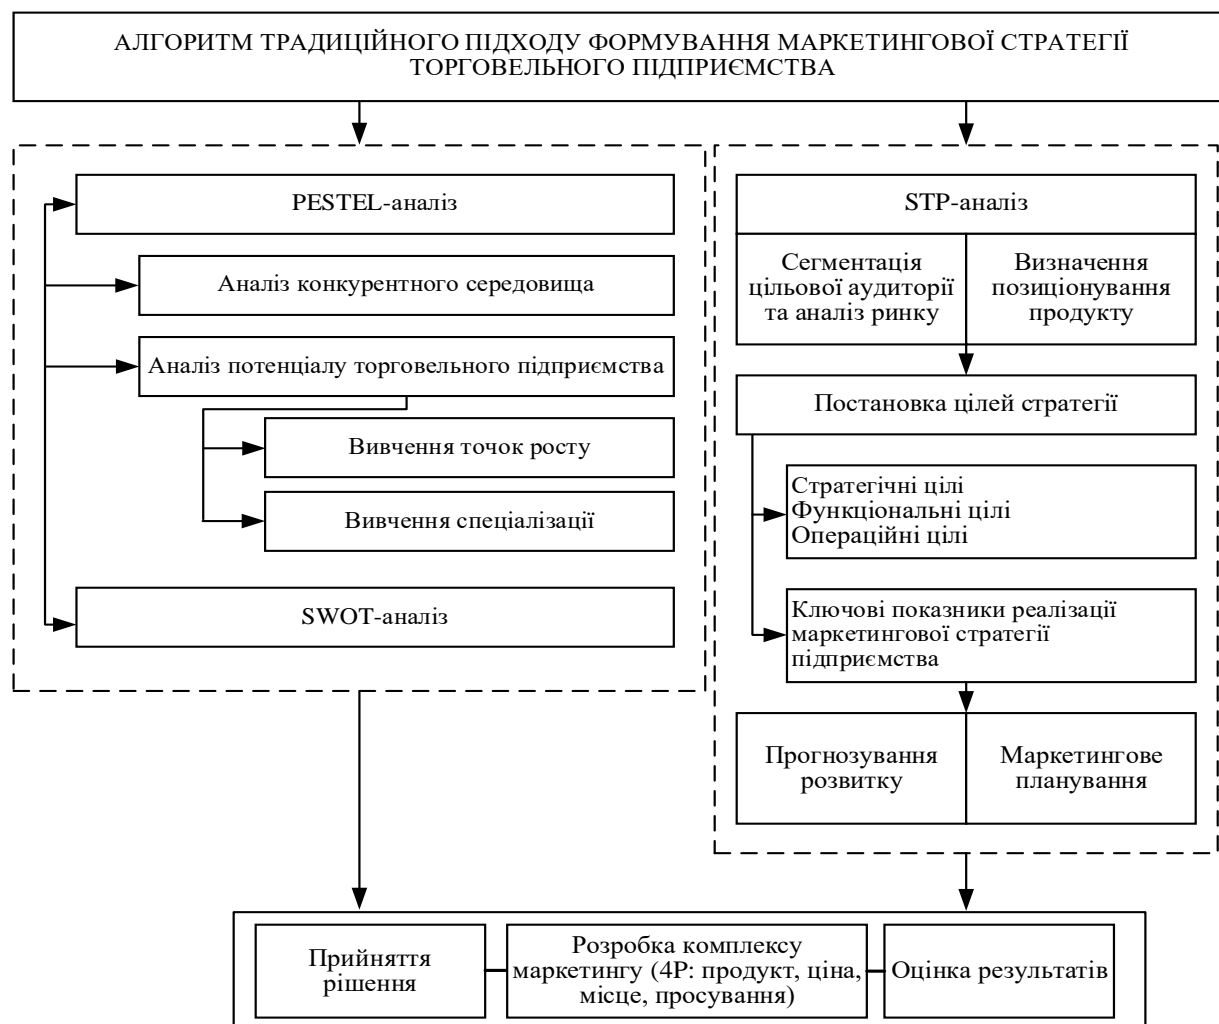 АЛГОРИТМ ТРАДИЦІЙНОГО ПІДХОДУ ФОРМУВАННЯ МАРКЕТИНГОВОЇ СТРАТЕГІЇ
ТОРГОВЕЛЬНОГО ПІДПРИЄМСТВА
PESTEL-аналіз
Аналіз конкурентного середовища
Аналіз потенціалу торговельного підприємства
Вивчення точок росту
Вивчення спеціалізації
SWOT-аналіз
STP-аналіз
Сегментація
цільової аудиторії
та аналіз ринку
Визначення
позиціонування
продукту
Постановка цілей стратегії
Стратегічні цілі
Функціональні цілі
Операційні цілі
Ключові показники реалізації
маркетингової стратегії
підприємства
Прогнозування
розвитку
Маркетингове
планування
Прийняття
рішення
Розробка комплексу
маркетингу (4P: продукт, ціна,
місце, просування)
Оцінка результатів